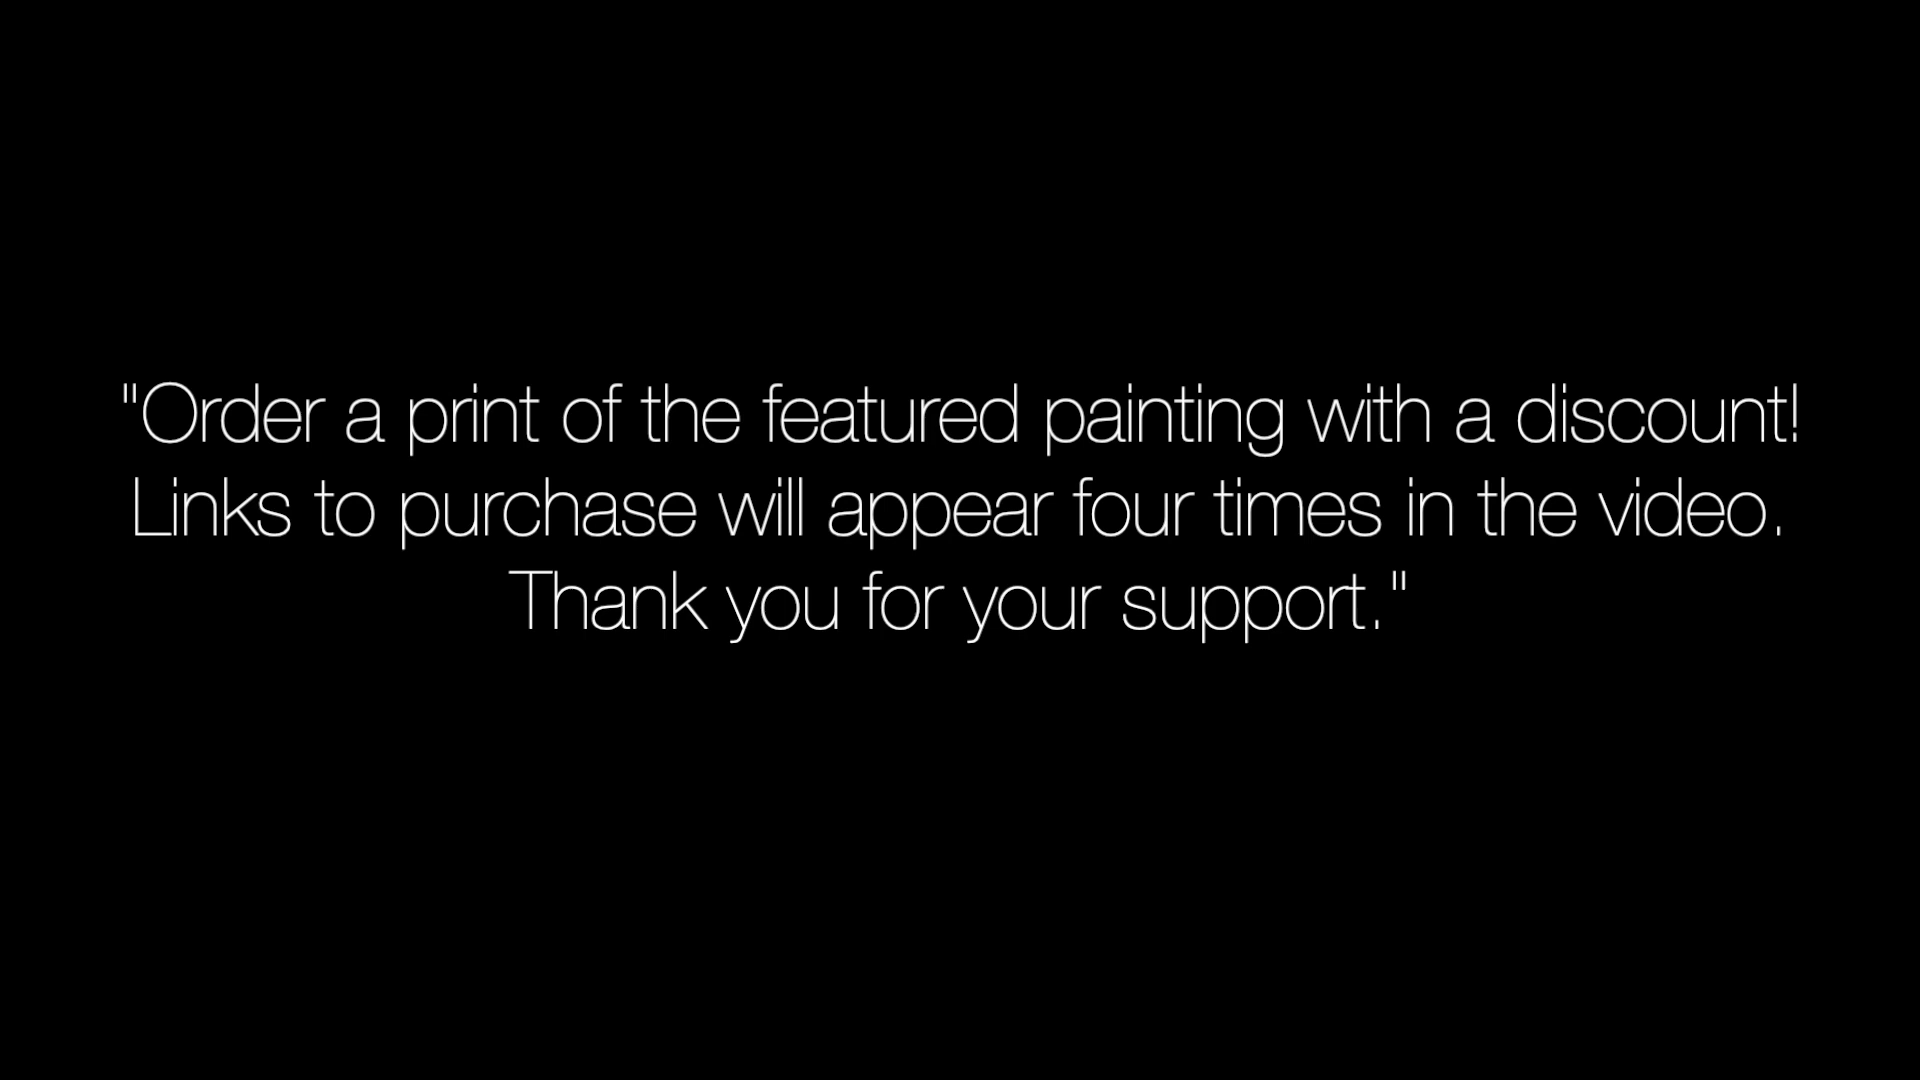 "Order a print of the featured painting with a discount!
Links to purchase will appear four times in the video.
Thank you for your support."